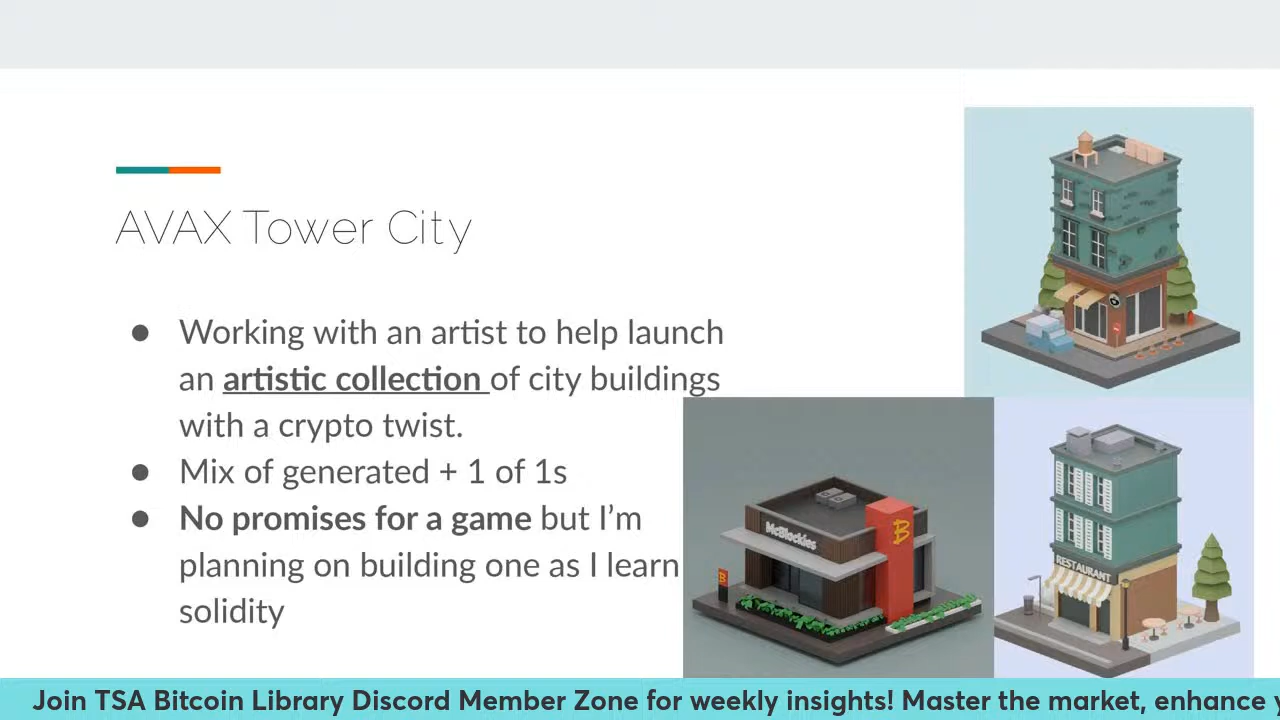 AVAX Tower City
● Working with an artist to help launch
an artistic collection of city buildings
with a crypto twist.
● Mix of generated + 1 of 1s
● No promises for a game but I’m
planning on building one as I learn
solidity
McBlockies
B
B
RESTAURANT
Join TSA Bitcoin Library Discord Member Zone for weekly insights! Master the market, enhance